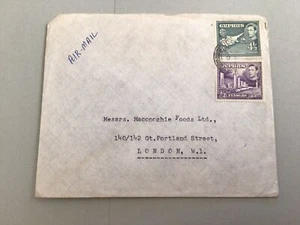 AIR-MAIL
CYPRUS
CYPRUS
Messrs. Maconochie Foods Ltd.,
140/142 Gt.Portland Street,
LONDON, W.1.